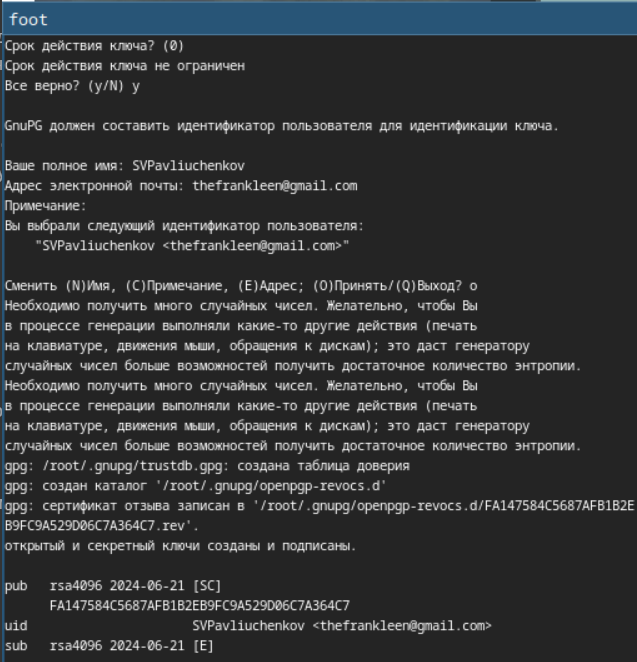 foot
Срок действия ключа? (0)
Срок действия ключа не ограничен
Все верно? (y/N) y
GnuPG должен составить идентификатор пользователя для идентификации ключа.
Ваше полное имя: SVPavliuchenkov
Адрес электронной почты: thefrankleen@gmail.com
Примечание:
Вы выбрали следующий идентификатор пользователя:
"SVPavliuchenkov <thefrankleen@gmail.com>"
Сменить (N)Имя, (C)Примечание, (E)Адрес; (O)Принять/(Q)Выход? o
Необходимо получить много случайных чисел. Желательно, чтобы Вы
в процессе генерации выполняли какие-то другие действия (печать
на клавиатуре, движения мыши, обращения к дискам); это даст генератору
случайных чисел больше возможностей получить достаточное количество энтропии.
Необходимо получить много случайных чисел. Желательно, чтобы Вы
в процессе генерации выполняли какие-то другие действия (печать
на клавиатуре, движения мыши, обращения к дискам); это даст генератору
случайных чисел больше возможностей получить достаточное количество энтропии.
gpg: /root/.gnupg/trustdb.gpg: создана таблица доверия
gpg: создан каталог '/root/.gnupg/openpgp-revocs.d'
gpg: сертификат отзыва записан в '/root/.gnupg/openpgp-revocs.d/FA147584C5687AFB1B2E
B9FC9A529D06C7A364C7.rev'.
открытый и секретный ключи созданы и подписаны.
pub   rsa4096 2024-06-21 [SC]
FA147584C5687AFB1B2EB9FC9A529D06C7A364C7
uid                      SVPavliuchenkov <thefrankleen@gmail.com>
sub   rsa4096 2024-06-21 [E]